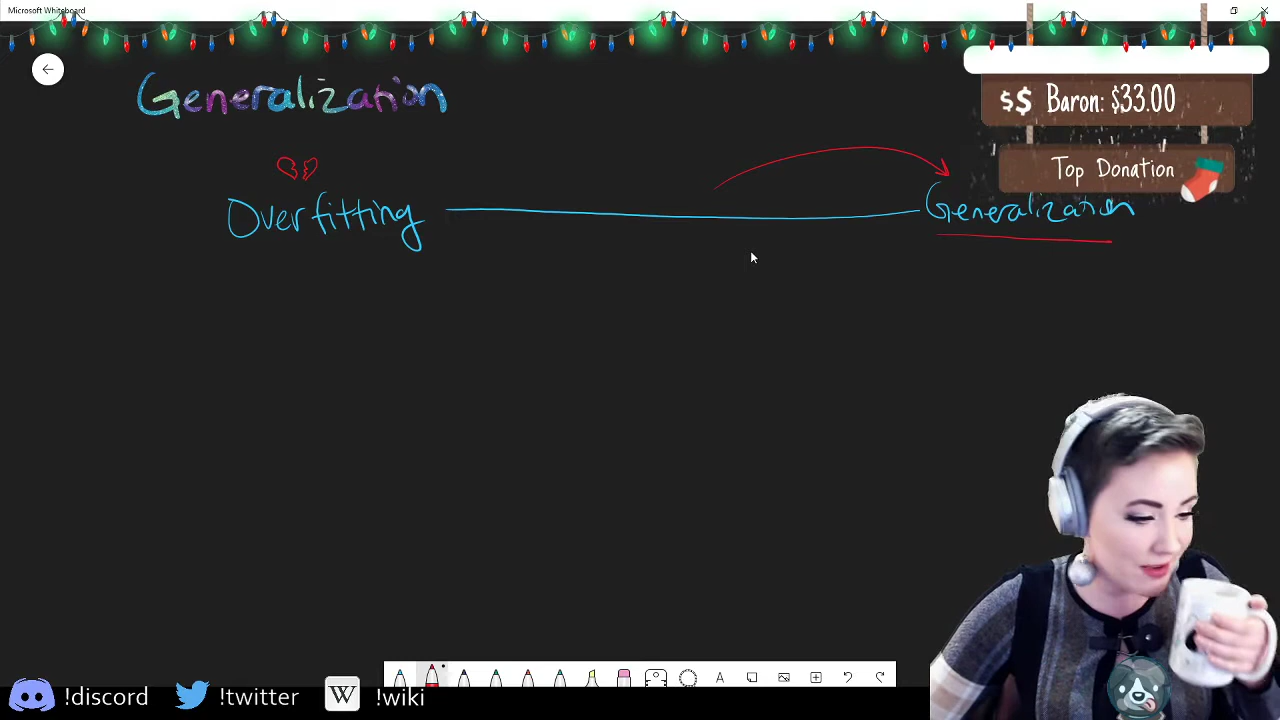 Microsoft Whiteboard
Generalization
$$ Baron: $33.00
Top Donation
Overfitting
Generalization
A
!discord
!twitter
W !wiki